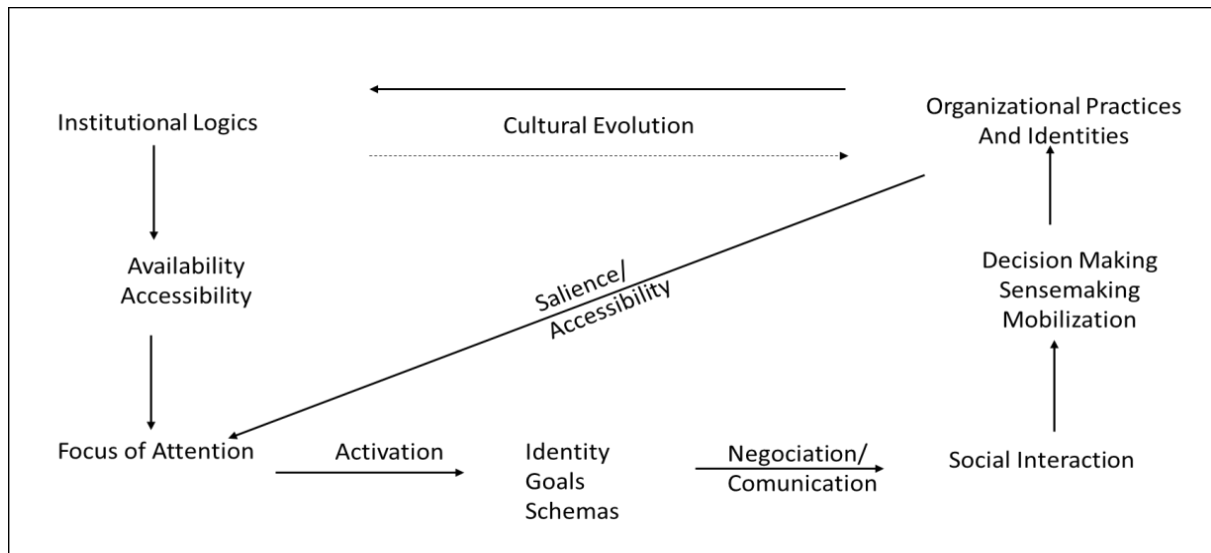 Institutional Logics
Cultural Evolution
Organizational Practices
And Identities
Availability
Accessibility
Salience/
Accessibility
Decision Making
Sensemaking
Mobilization
Focus of Attention
Activation
Identity
Goals
Schemas
Negociation/
Comunication
Social Interaction